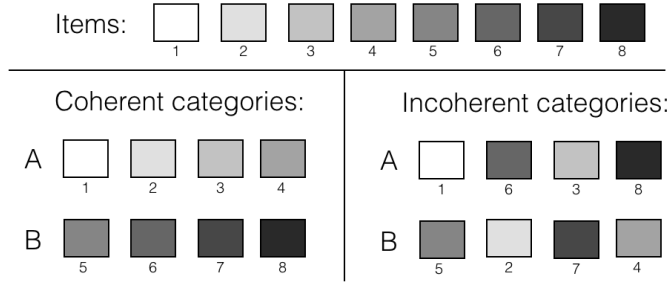 Items:
1 2 3 4 5 6 7 8
Coherent categories:
A
1 2 3 4
B
5 6 7 8
Incoherent categories:
A
1 6 3 8
B
5 2 7 4